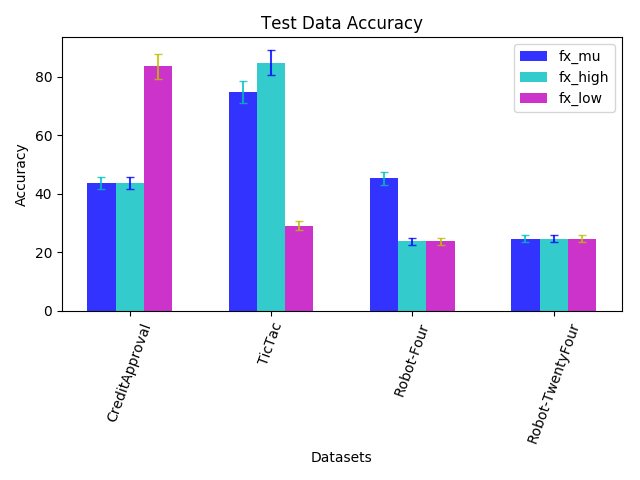 Test Data Accuracy
fx_mu
fx_high
fx_low
Accuracy
80
60
40
20
0
CreditApproval
TicTac
Robot-Four
Robot-TwentyFour
Datasets